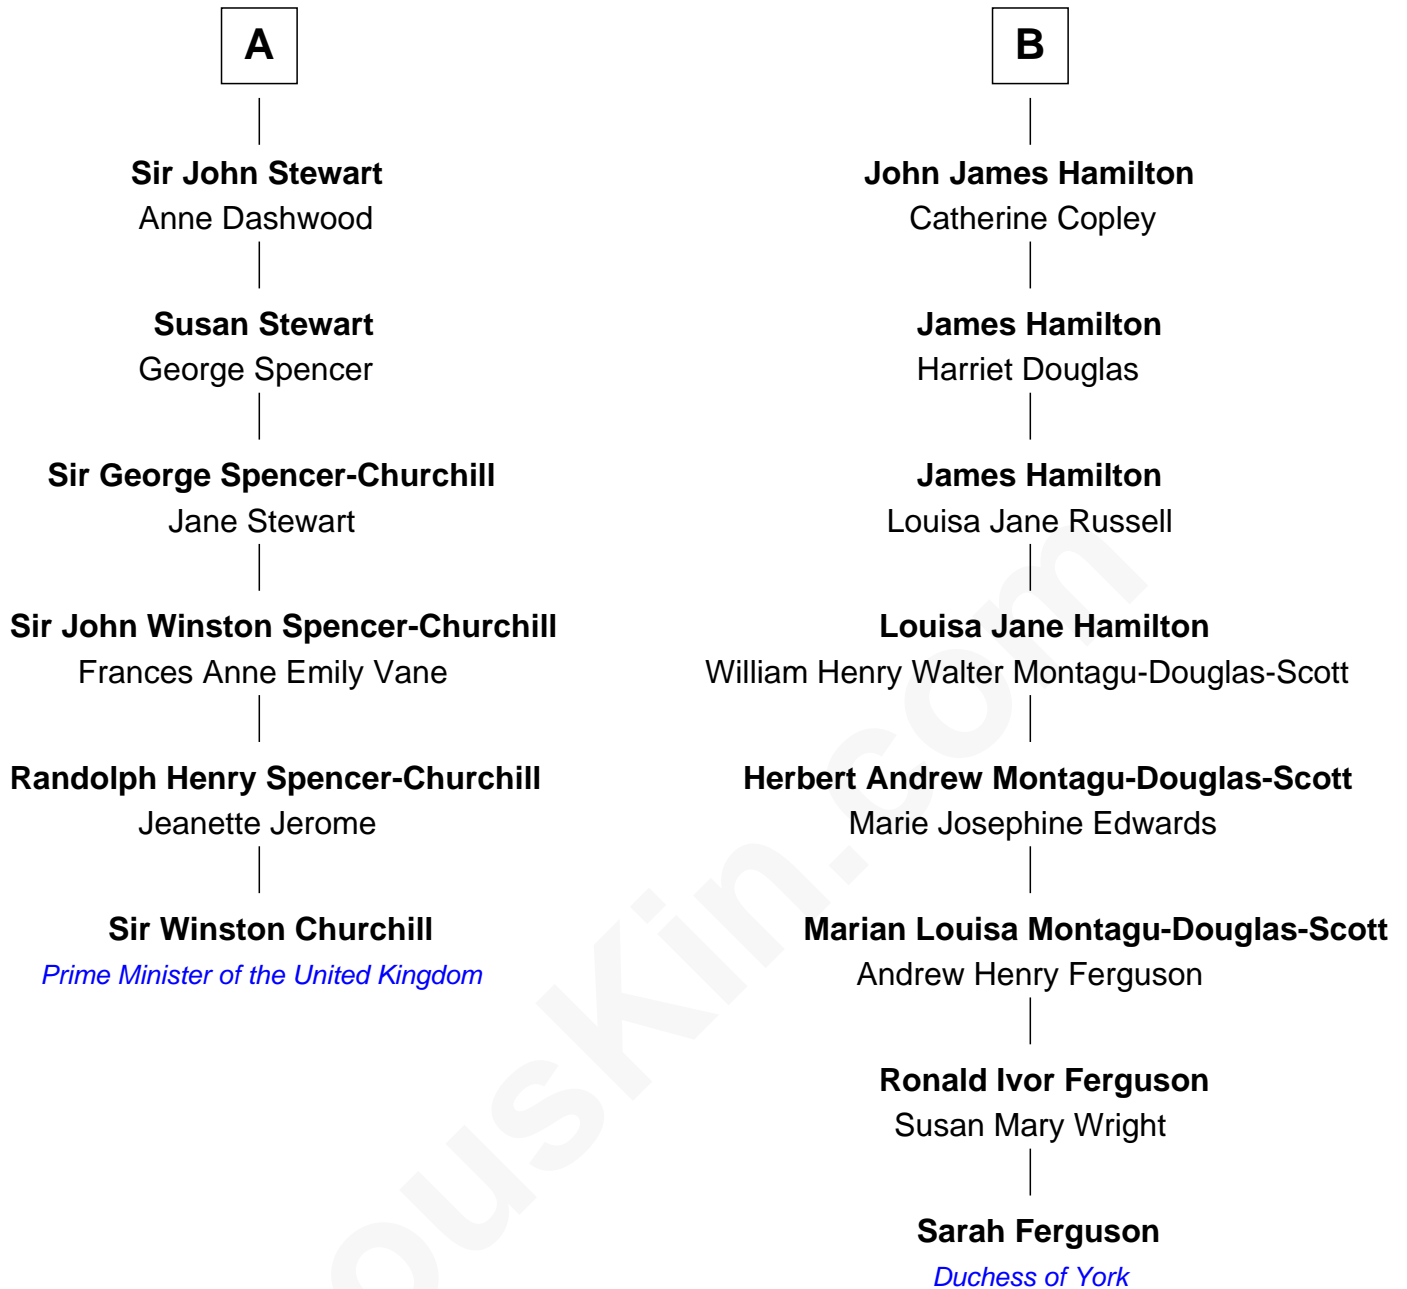 A
Sir John Stewart
Anne Dashwood
Susan Stewart
George Spencer
Sir George Spencer-Churchill
Jane Stewart
Sir John Winston Spencer-Churchill
Frances Anne Emily Vane
Randolph Henry Spencer-Churchill
Jeanette Jerome
Sir Winston Churchill
Prime Minister of the United Kingdom
B
John James Hamilton
Catherine Copley
James Hamilton
Harriet Douglas
James Hamilton
Louisa Jane Russell
Louisa Jane Hamilton
William Henry Walter Montagu-Douglas-Scott
Herbert Andrew Montagu-Douglas-Scott
Marie Josephine Edwards
Marian Louisa Montagu-Douglas-Scott
Andrew Henry Ferguson
Ronald Ivor Ferguson
Susan Mary Wright
Sarah Ferguson
Duchess of York
ousKin.com